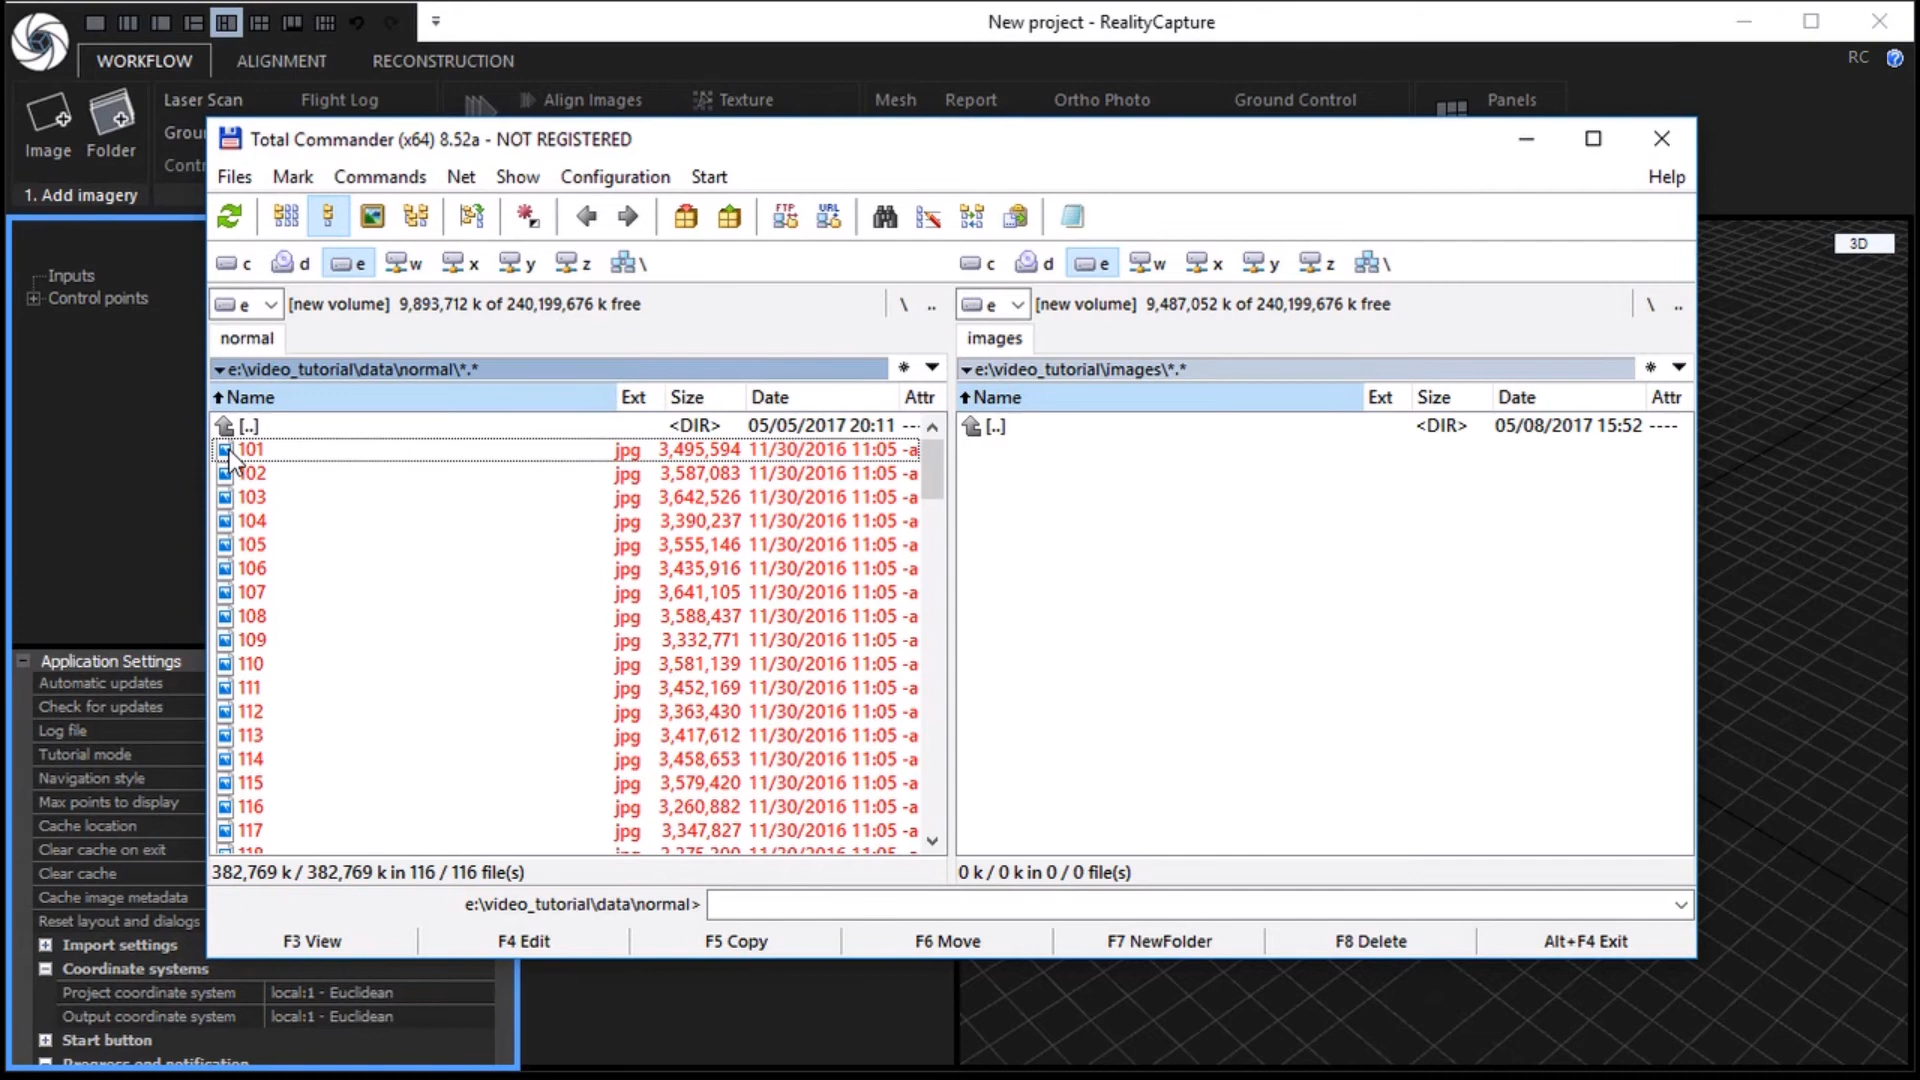 New project - RealityCapture
WORKFLOW ALIGNMENT RECONSTRUCTION
RC
Laser Scan Flight Log Align Images Texture Mesh Report Ortho Photo Ground Control Panels
Image Folder
1. Add imagery
Total Commander (x64) 8.52a - NOT REGISTERED
Files Mark Commands Net Show Configuration Start Help
FTP URL
c d e w x y z \ c d e w x y z \
e [new volume] 9,893,712 k of 240,199,676 k free \ .. e [new volume] 9,487,052 k of 240,199,676 k free \ ..
normal images
e:\video_tutorial\data\normal\*.* * e:\video_tutorial\images\*.* *
Name Ext Size Date Attr Name Ext Size Date Attr
[..] <DIR> 05/05/2017 20:11 --- [..] <DIR> 05/08/2017 15:52 ----
101 jpg 3,495,594 11/30/2016 11:05 -a
102 jpg 3,587,083 11/30/2016 11:05 -a
103 jpg 3,642,526 11/30/2016 11:05 -a
104 jpg 3,390,237 11/30/2016 11:05 -a
105 jpg 3,555,146 11/30/2016 11:05 -a
106 jpg 3,435,916 11/30/2016 11:05 -a
107 jpg 3,641,105 11/30/2016 11:05 -a
108 jpg 3,588,437 11/30/2016 11:05 -a
109 jpg 3,332,771 11/30/2016 11:05 -a
110 jpg 3,581,139 11/30/2016 11:05 -a
111 jpg 3,452,169 11/30/2016 11:05 -a
112 jpg 3,363,430 11/30/2016 11:05 -a
113 jpg 3,417,612 11/30/2016 11:05 -a
114 jpg 3,458,653 11/30/2016 11:05 -a
115 jpg 3,579,420 11/30/2016 11:05 -a
116 jpg 3,260,882 11/30/2016 11:05 -a
117 jpg 3,347,827 11/30/2016 11:05 -a
382,769 k / 382,769 k in 116 / 116 file(s) 0 k / 0 k in 0 / 0 file(s)
e:\video_tutorial\data\normal>
F3 View F4 Edit F5 Copy F6 Move F7 NewFolder F8 Delete Alt+F4 Exit
3D
Inputs
Control points
Application Settings
Automatic updates
Check for updates
Log file
Tutorial mode
Navigation style
Max points to display
Cache location
Clear cache on exit
Clear cache
Cache image metadata
Reset layout and dialogs
Import settings
Coordinate systems
Project coordinate system local:1 - Euclidean
Output coordinate system local:1 - Euclidean
Start button